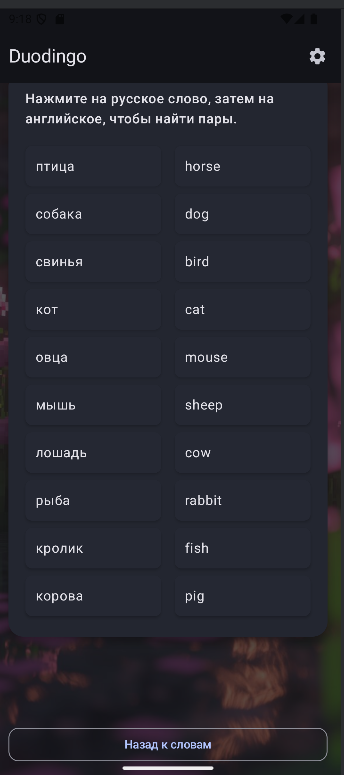 9:18
Duodingo
Нажмите на русское слово, затем на
английское, чтобы найти пары.
птица horse
собака dog
свинья bird
кот cat
овца mouse
мышь sheep
лошадь cow
рыба rabbit
кролик fish
корова pig
Назад к словам